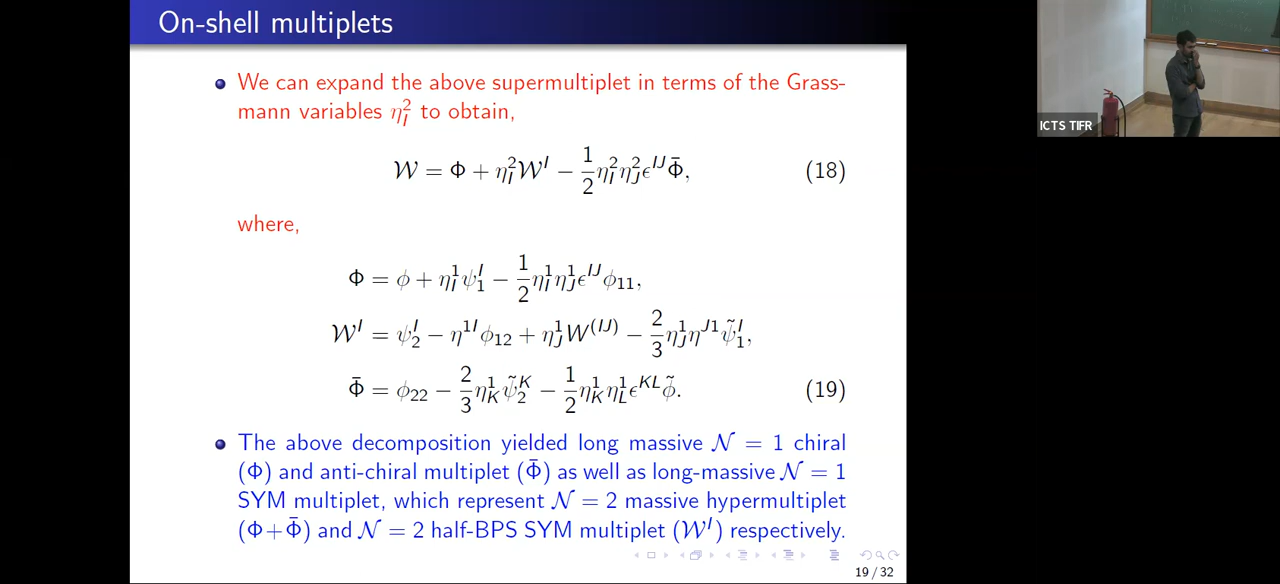 On-shell multiplets
We can expand the above supermultiplet in terms of the Grass-
mann variables η²_I to obtain,
𝒲 = Φ + η²_I 𝒲^I − 1/2 η²_I η²_J ϵ^{IJ} Φ̄, (18)
where,
Φ = ϕ + η¹_I ψ^I_1 − 1/2 η¹_I η¹_J ϵ^{IJ} ϕ_{11},
𝒲^I = ψ^I_2 − η^{1I} ϕ_{12} + η¹_J W^{(IJ)} − 2/3 η¹_J η^{J1} ψ̃^I_1,
Φ̄ = ϕ_{22} − 2/3 η¹_K ψ̃^K_2 − 1/2 η¹_K η¹_L ϵ^{KL} ϕ̃. (19)
The above decomposition yielded long massive 𝒩 = 1 chiral
(Φ) and anti-chiral multiplet (Φ̄) as well as long-massive 𝒩 = 1
SYM multiplet, which represent 𝒩 = 2 massive hypermultiplet
(Φ+Φ̄) and 𝒩 = 2 half-BPS SYM multiplet (𝒲^I) respectively.
19 / 32
ICTS TIFR